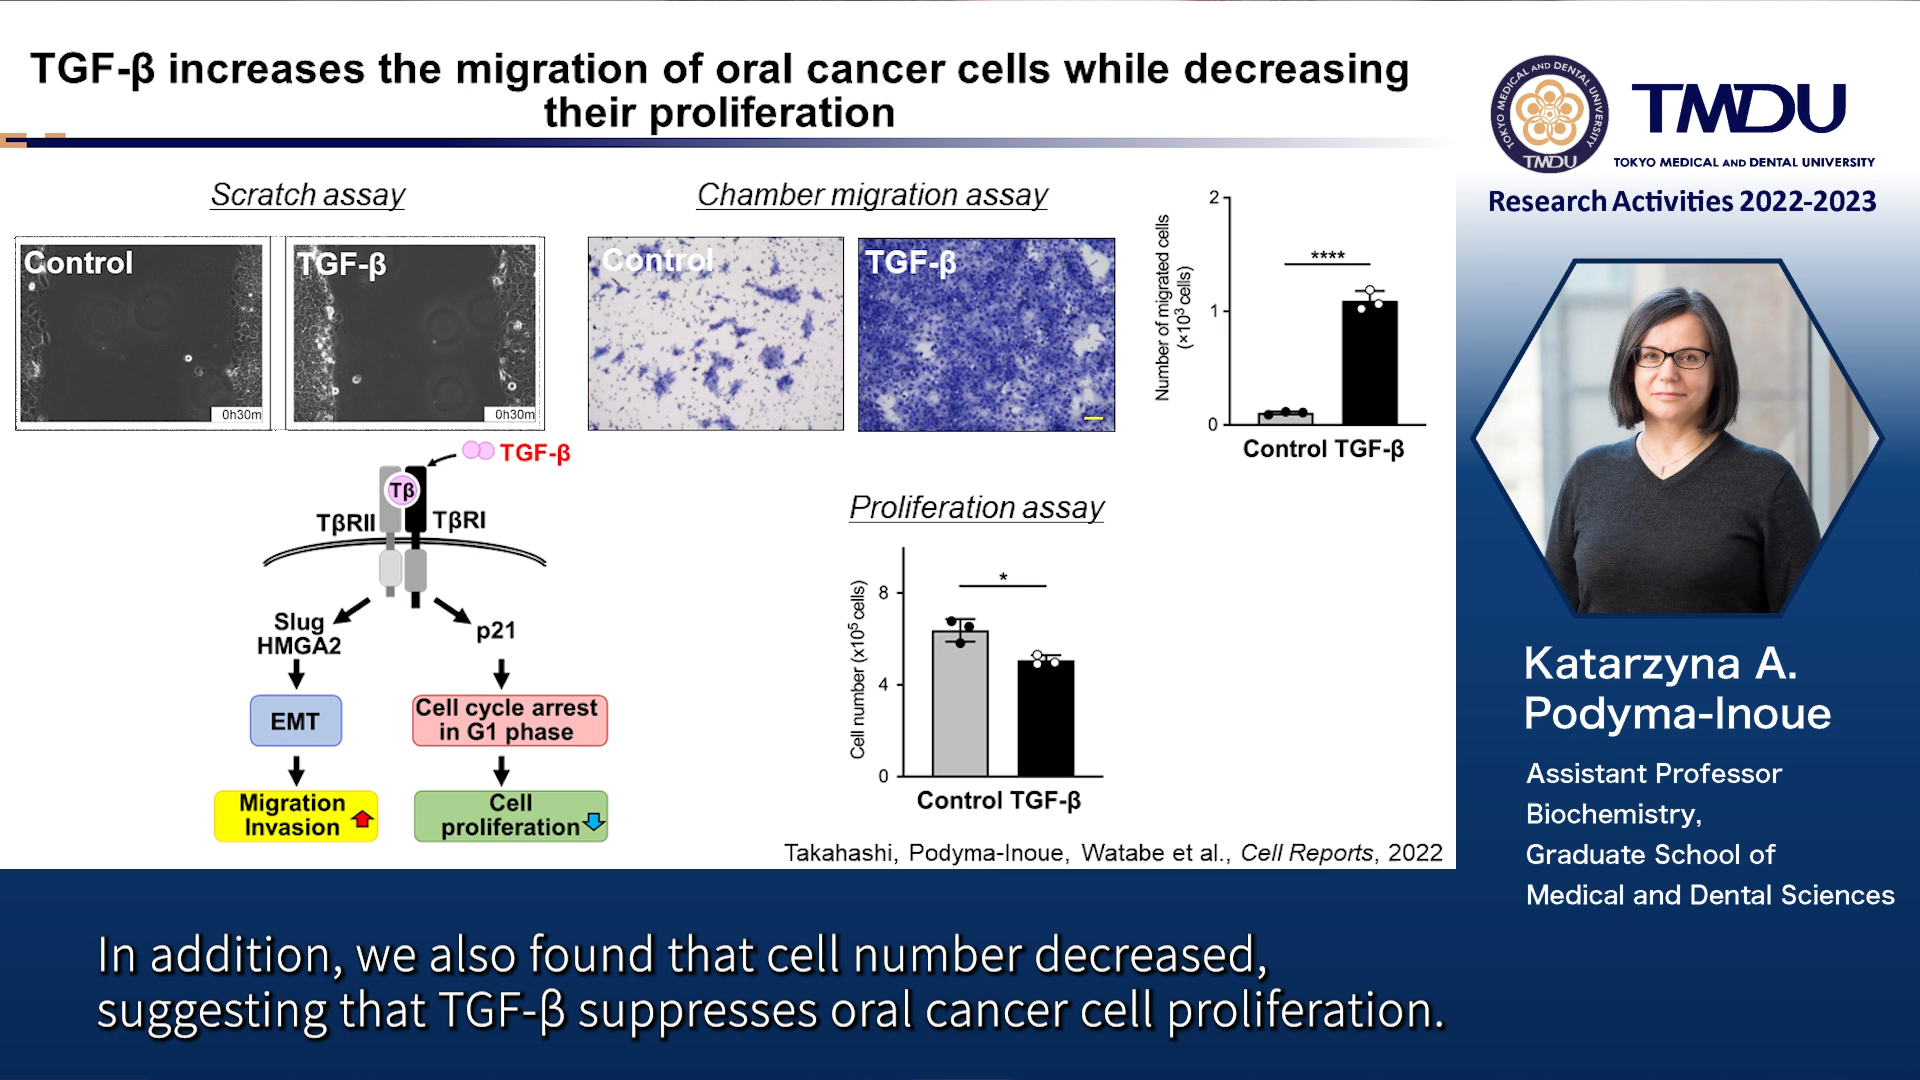 TGF-β increases the migration of oral cancer cells while decreasing
their proliferation
Scratch assay
Control
0h30m
TGF-β
0h30m
Chamber migration assay
Control
TGF-β
Number of migrated cells
(×10³ cells)
2
1
0
****
Control TGF-β
TGF-β
Tβ
TβRII
TβRI
Slug
HMGA2
p21
EMT
Cell cycle arrest
in G1 phase
Migration
Invasion
Cell
proliferation
Proliferation assay
Cell number (x10⁵ cells)
8
4
0
*
Control TGF-β
Takahashi, Podyma-Inoue, Watabe et al., Cell Reports, 2022
TOKYO MEDICAL AND DENTAL UNIVERSITY
TMDU
TMDU
TOKYO MEDICAL AND DENTAL UNIVERSITY
Research Activities 2022-2023
Katarzyna A.
Podyma-Inoue
Assistant Professor
Biochemistry,
Graduate School of
Medical and Dental Sciences
In addition, we also found that cell number decreased,
suggesting that TGF-β suppresses oral cancer cell proliferation.